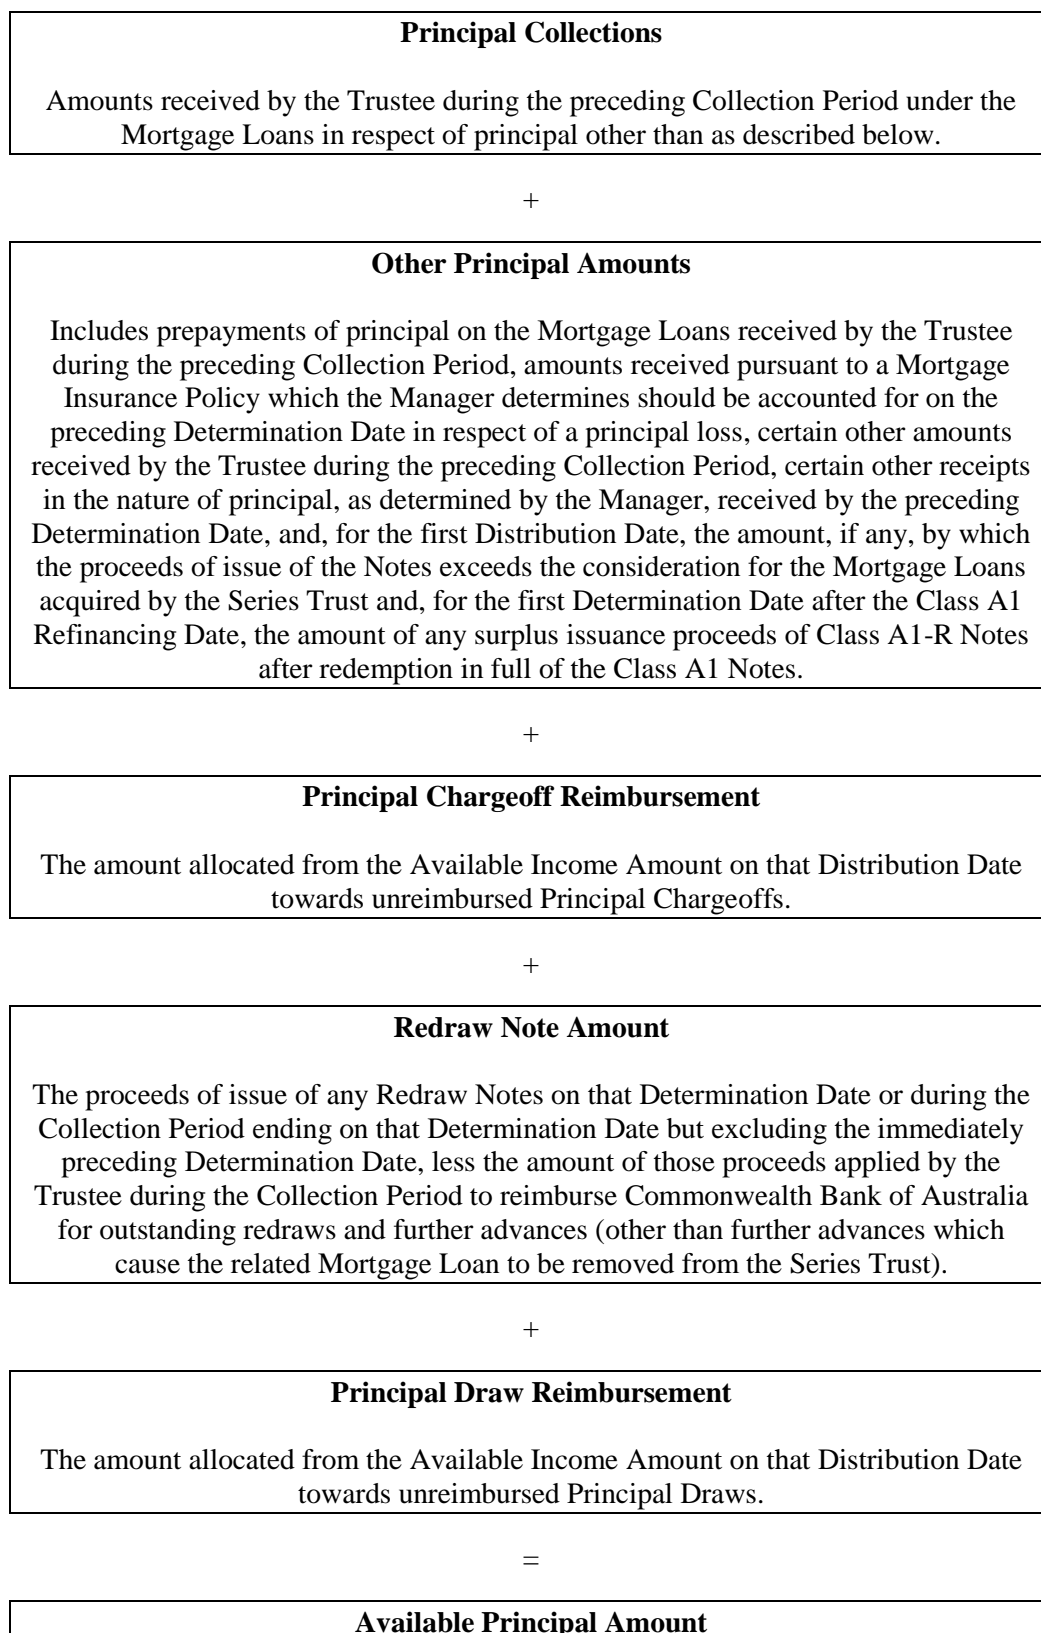 Principal Collections
Amounts received by the Trustee during the preceding Collection Period under the
Mortgage Loans in respect of principal other than as described below.
+
Other Principal Amounts
Includes prepayments of principal on the Mortgage Loans received by the Trustee
during the preceding Collection Period, amounts received pursuant to a Mortgage
Insurance Policy which the Manager determines should be accounted for on the
preceding Determination Date in respect of a principal loss, certain other amounts
received by the Trustee during the preceding Collection Period, certain other receipts
in the nature of principal, as determined by the Manager, received by the preceding
Determination Date, and, for the first Distribution Date, the amount, if any, by which
the proceeds of issue of the Notes exceeds the consideration for the Mortgage Loans
acquired by the Series Trust and, for the first Determination Date after the Class A1
Refinancing Date, the amount of any surplus issuance proceeds of Class A1-R Notes
after redemption in full of the Class A1 Notes.
+
Principal Chargeoff Reimbursement
The amount allocated from the Available Income Amount on that Distribution Date
towards unreimbursed Principal Chargeoffs.
+
Redraw Note Amount
The proceeds of issue of any Redraw Notes on that Determination Date or during the
Collection Period ending on that Determination Date but excluding the immediately
preceding Determination Date, less the amount of those proceeds applied by the
Trustee during the Collection Period to reimburse Commonwealth Bank of Australia
for outstanding redraws and further advances (other than further advances which
cause the related Mortgage Loan to be removed from the Series Trust).
+
Principal Draw Reimbursement
The amount allocated from the Available Income Amount on that Distribution Date
towards unreimbursed Principal Draws.
=
Available Principal Amount